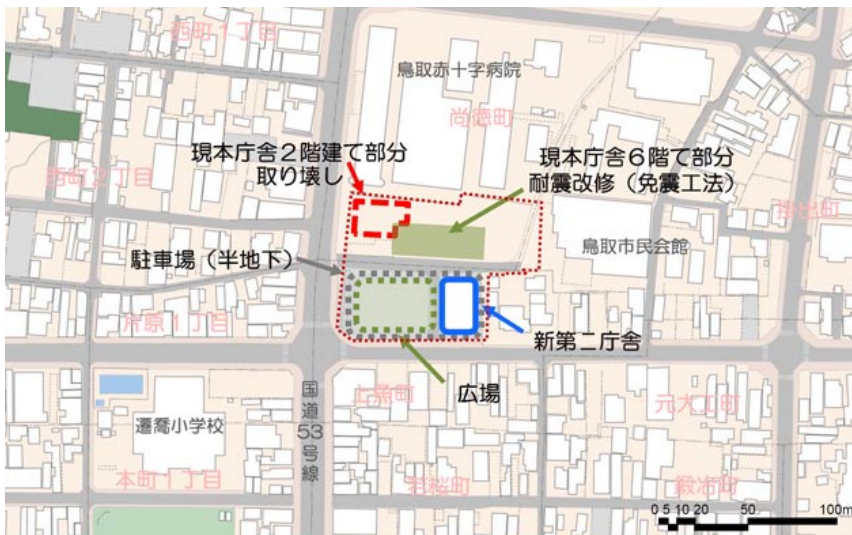 西町1丁目
鳥取赤十字病院
尚徳町
現本庁舎2階建て部分
取り壊し
現本庁舎6階て部分
耐震改修（免震工法）
西町2丁目
掛出町
鳥取市民会館
駐車場（半地下）
片原1丁目
新第二庁舎
広場
上魚町
国道53号線
元大工町
遷喬小学校
本町1丁目
若桜町
鍛冶町
0 5 10 20 50 100m